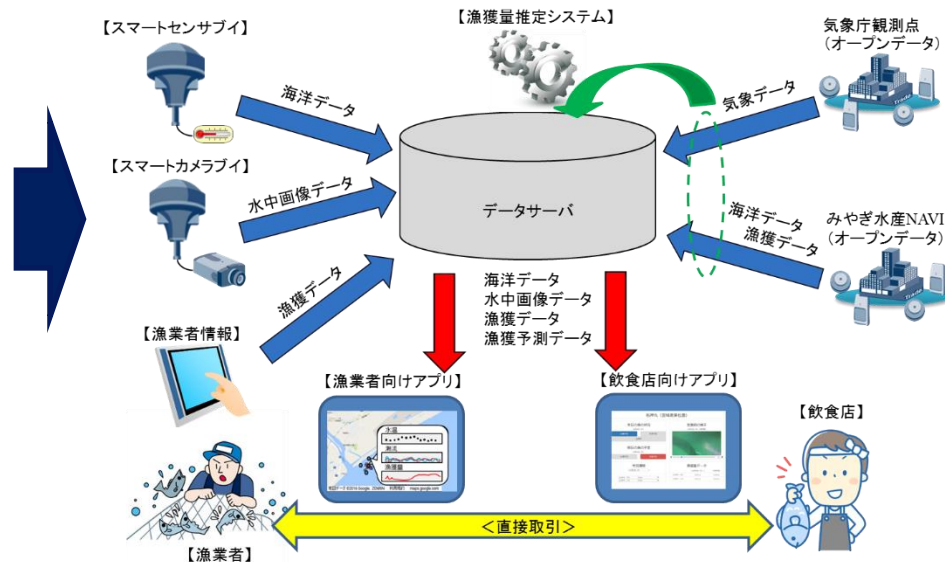 【スマートセンサブイ】
【漁獲量推定システム】
気象庁観測点
（オープンデータ）
海洋データ
気象データ
【スマートカメラブイ】
水中画像データ
データサーバ
海洋データ
漁獲データ
みやぎ水産NAVI
（オープンデータ）
漁獲データ
海洋データ
水中画像データ
漁獲データ
漁獲予測データ
【漁業者情報】
【漁業者向けアプリ】
【飲食店向けアプリ】
【飲食店】
水温
潮流
漁獲量
＜直接取引＞
【漁業者】